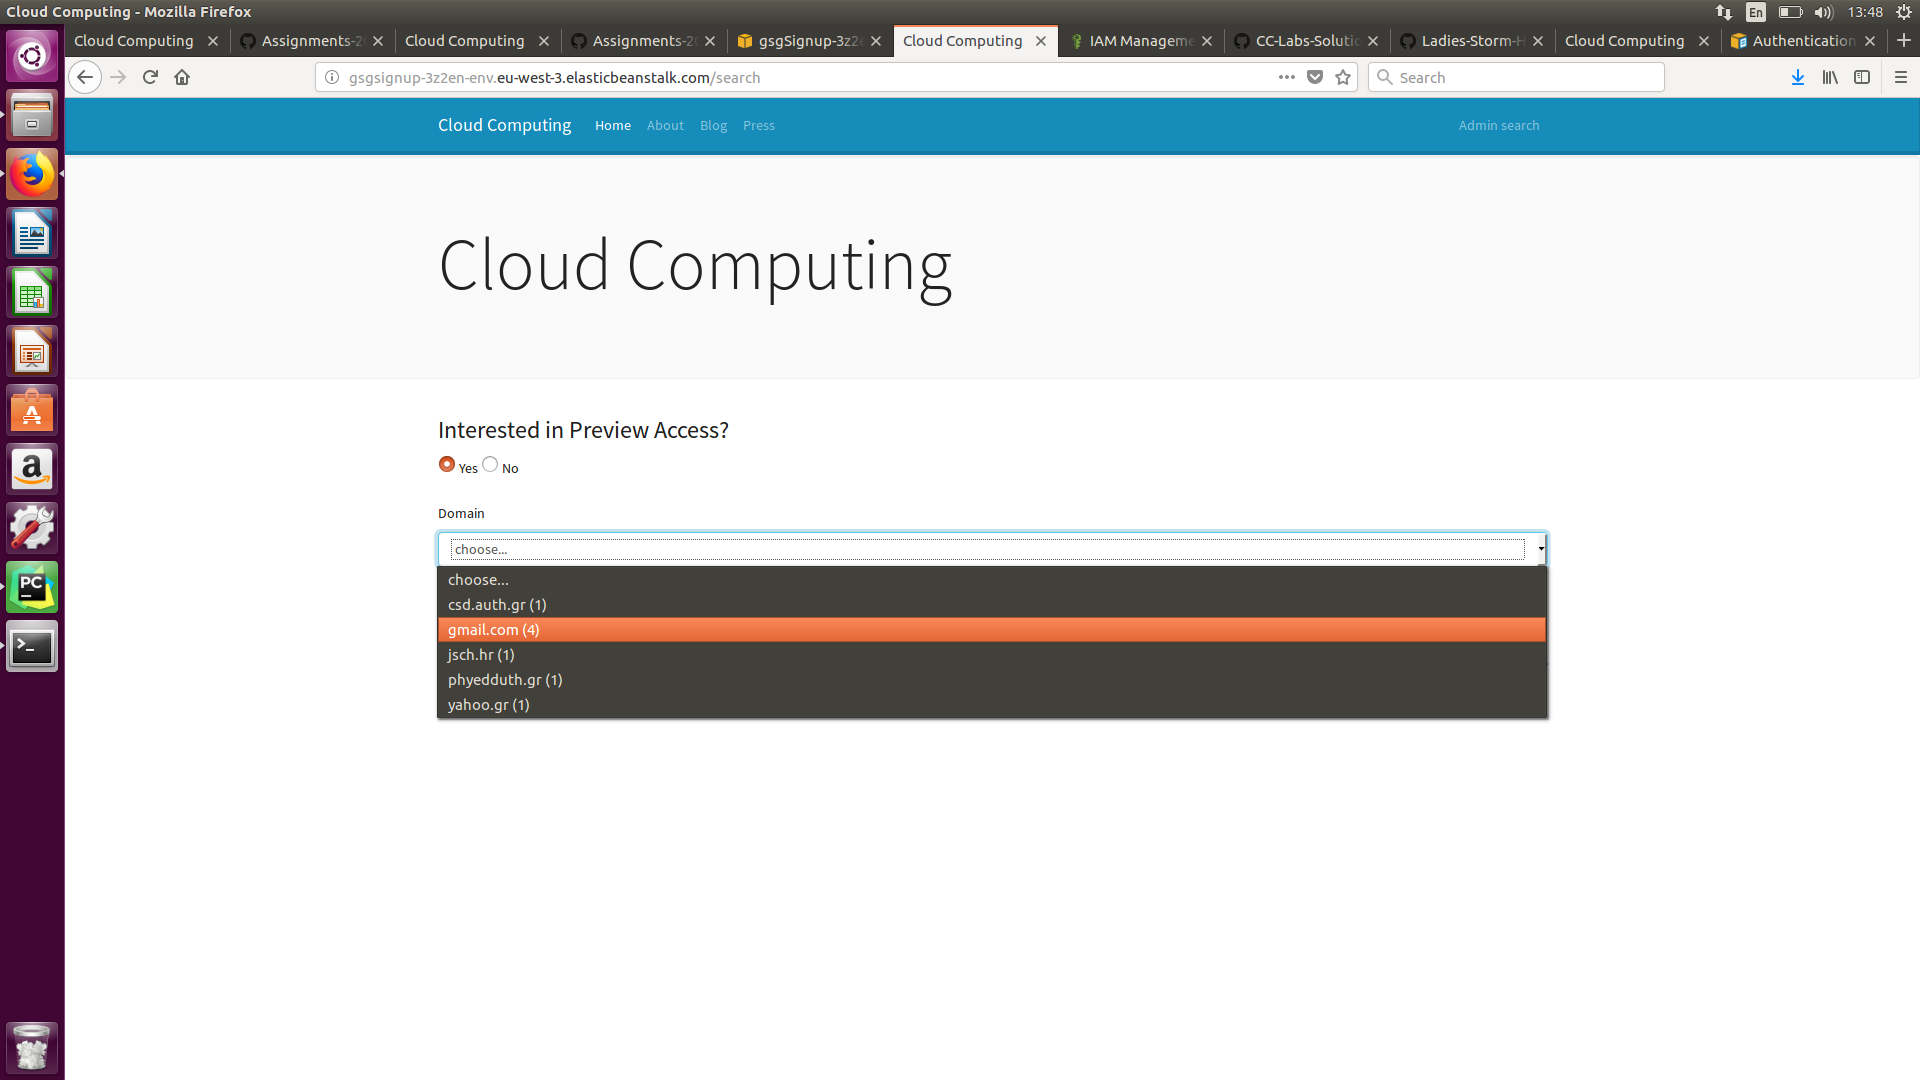 Cloud Computing - Mozilla Firefox
En
13:48
Cloud Computing
Assignments-2
Cloud Computing
Assignments-20
gsgSignup-3z2e
Cloud Computing
IAM Manageme
CC-Labs-Solutio
Ladies-Storm-H
Cloud Computing
Authentication
gsgsignup-3z2en-env.eu-west-3.elasticbeanstalk.com/search
Search
Cloud Computing
Home
About
Blog
Press
Admin search
Cloud Computing
Interested in Preview Access?
Yes
No
Domain
choose...
choose...
csd.auth.gr (1)
gmail.com (4)
jsch.hr (1)
phyedduth.gr (1)
yahoo.gr (1)
PC